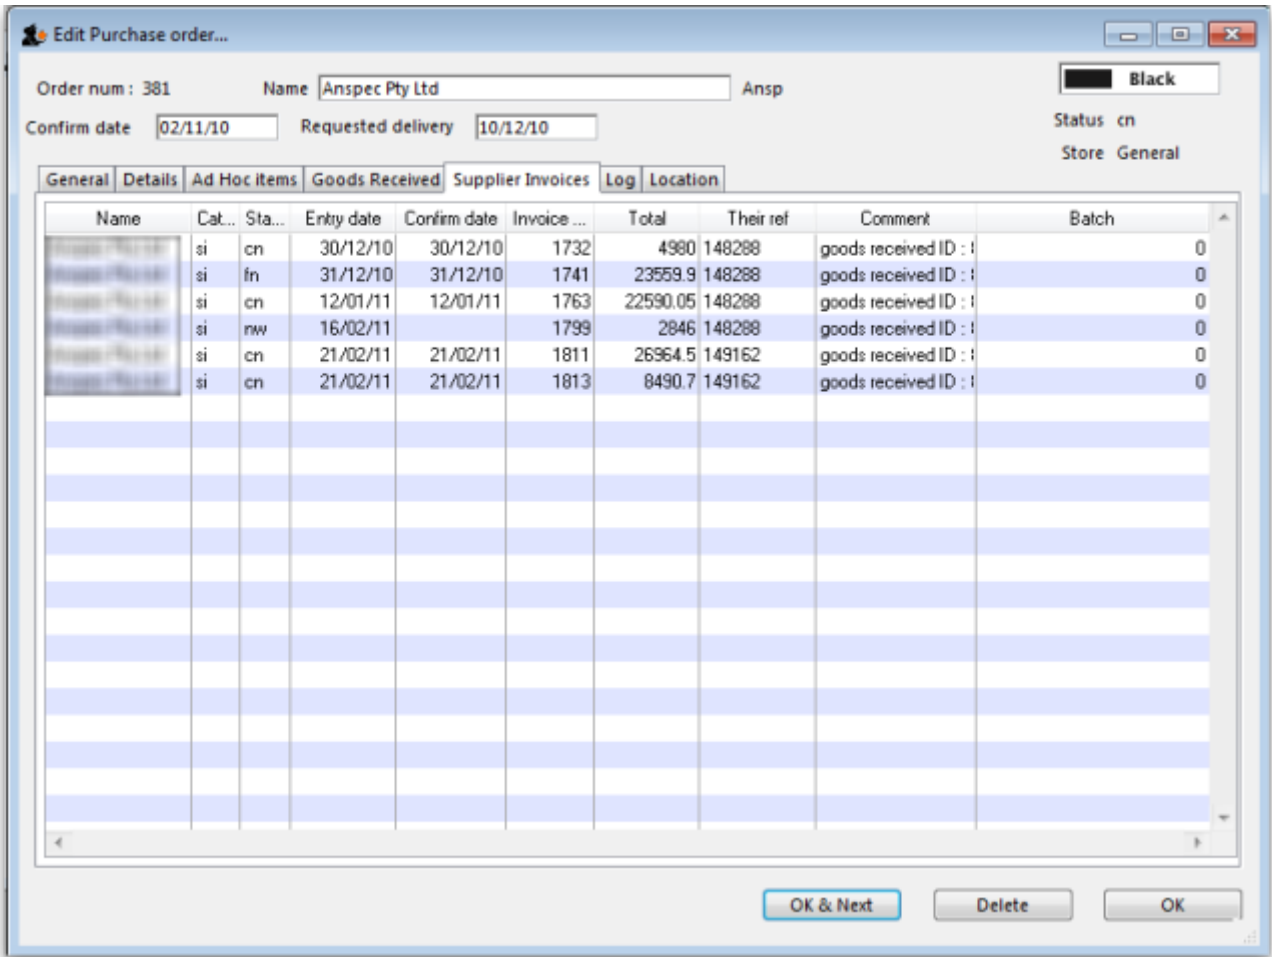 Edit Purchase order...
Order num : 381 Name Anspec Pty Ltd Ansp Black
Confirm date 02/11/10 Requested delivery 10/12/10 Status cn
Store General
General Details Ad Hoc items Goods Received Supplier Invoices Log Location
Name Cat... Sta... Entry date Confirm date Invoice ... Total Their ref Comment Batch
si cn 30/12/10 30/12/10 1732 4980 148288 goods received ID : 0
si fn 31/12/10 31/12/10 1741 23559.9 148288 goods received ID : 0
si cn 12/01/11 12/01/11 1763 22590.05 148288 goods received ID : 0
si nw 16/02/11 1799 2846 148288 goods received ID : 0
si cn 21/02/11 21/02/11 1811 26964.5 149162 goods received ID : 0
si cn 21/02/11 21/02/11 1813 8490.7 149162 goods received ID : 0
OK & Next Delete OK